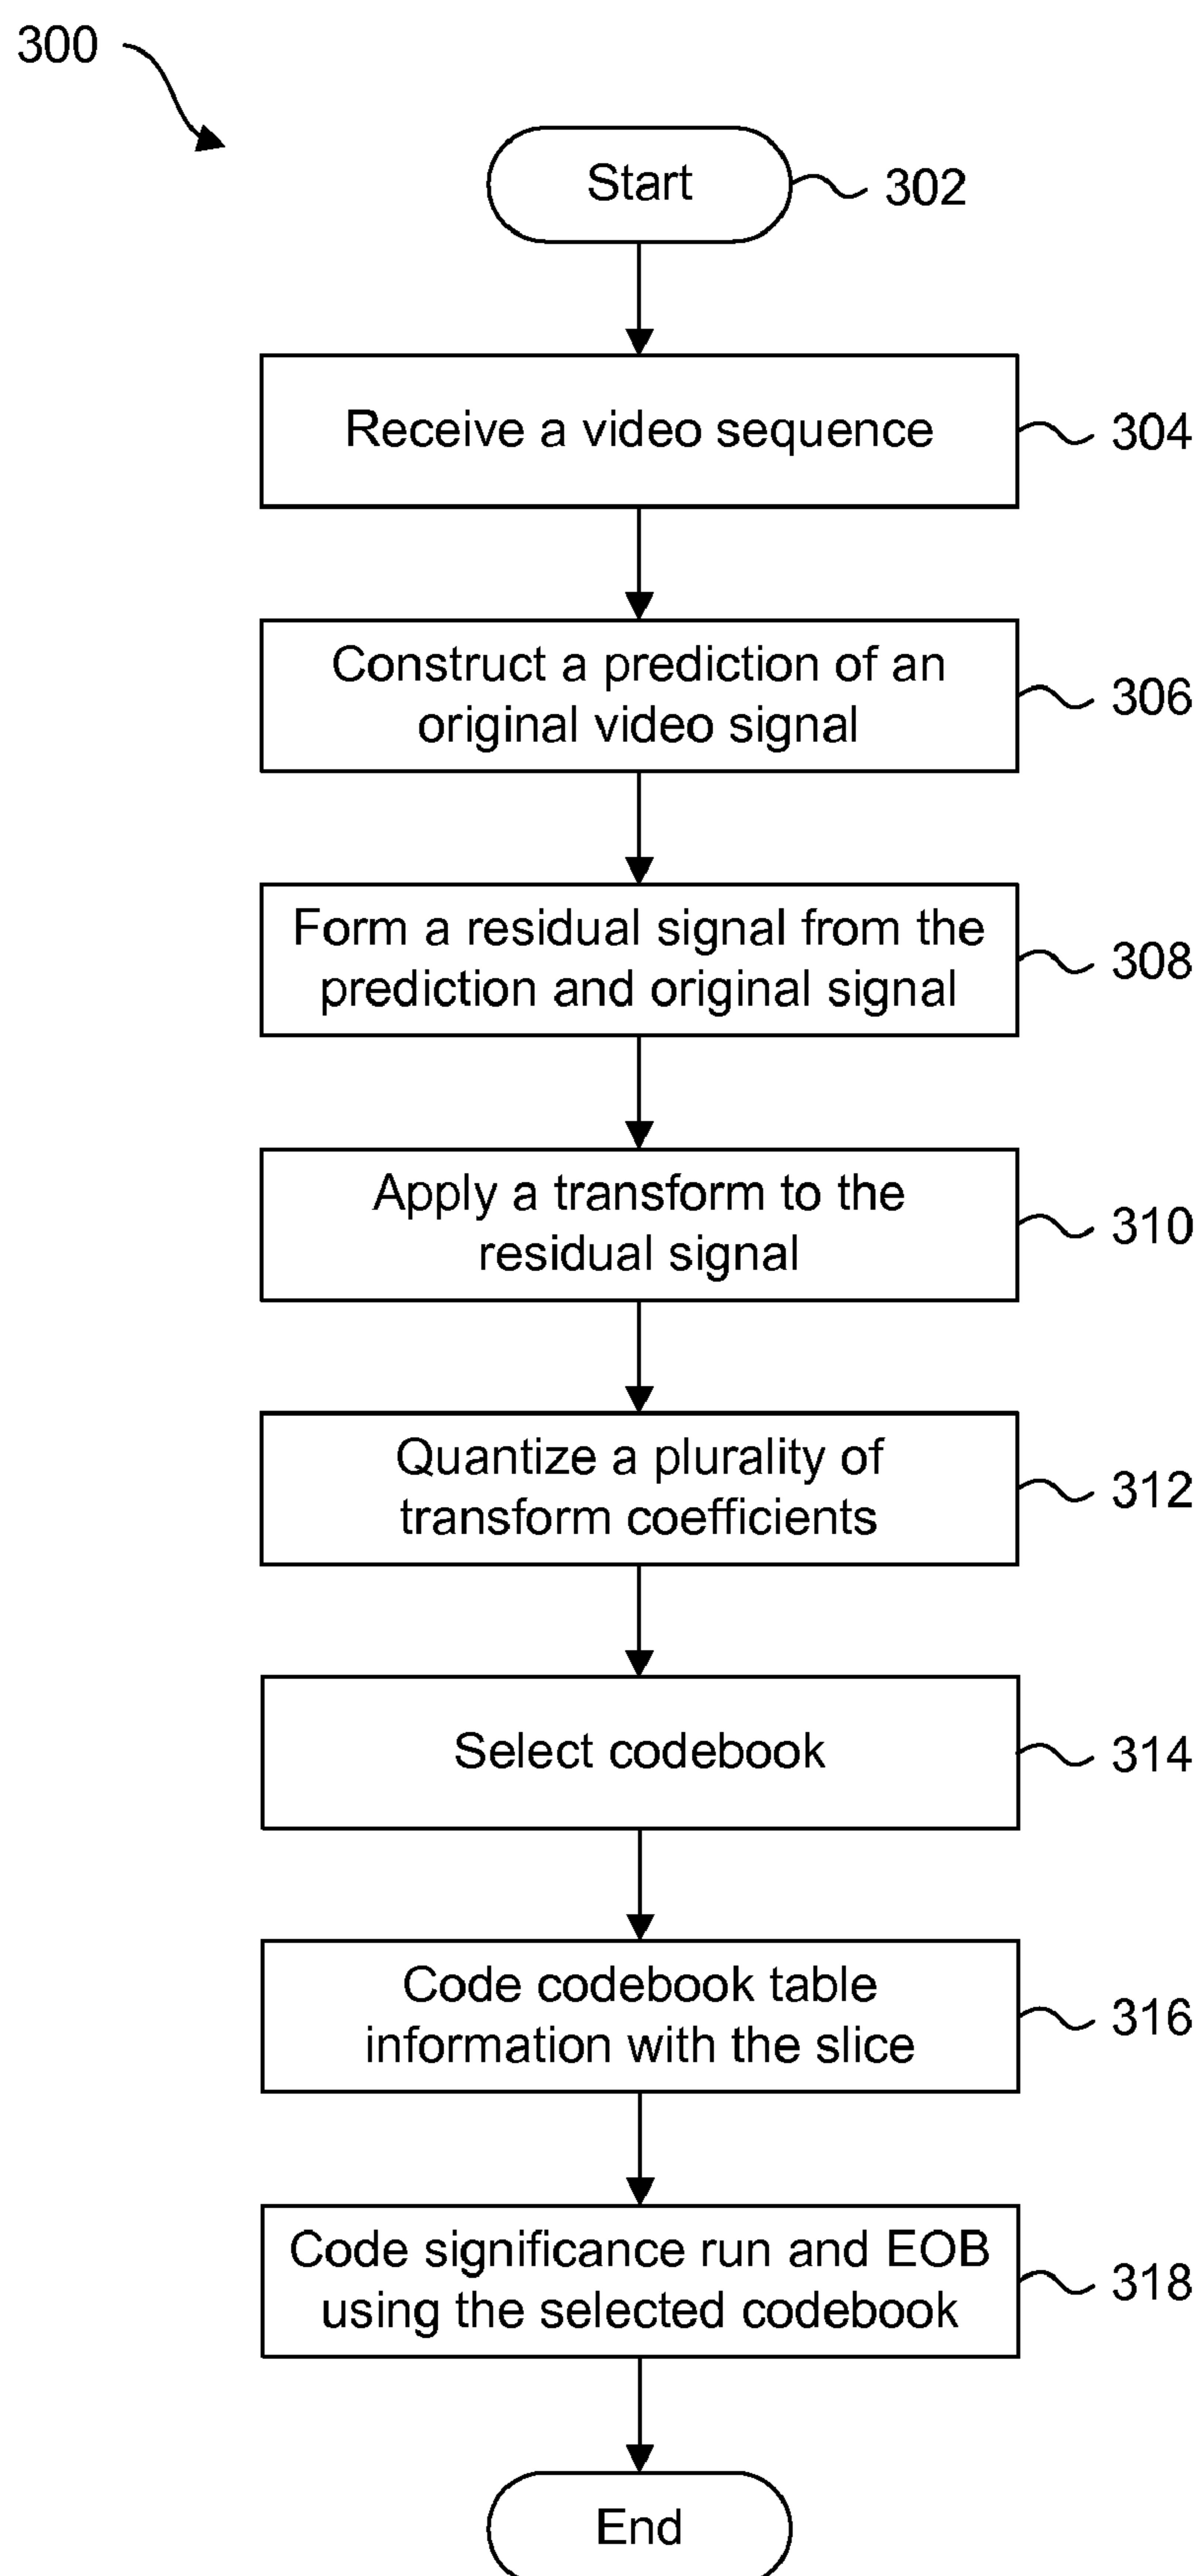 300
Start
302
Receive a video sequence
304
Construct a prediction of an
original video signal
306
Form a residual signal from the
prediction and original signal
308
Apply a transform to the
residual signal
310
Quantize a plurality of
transform coefficients
312
Select codebook
314
Code codebook table
information with the slice
316
Code significance run and EOB
using the selected codebook
318
End